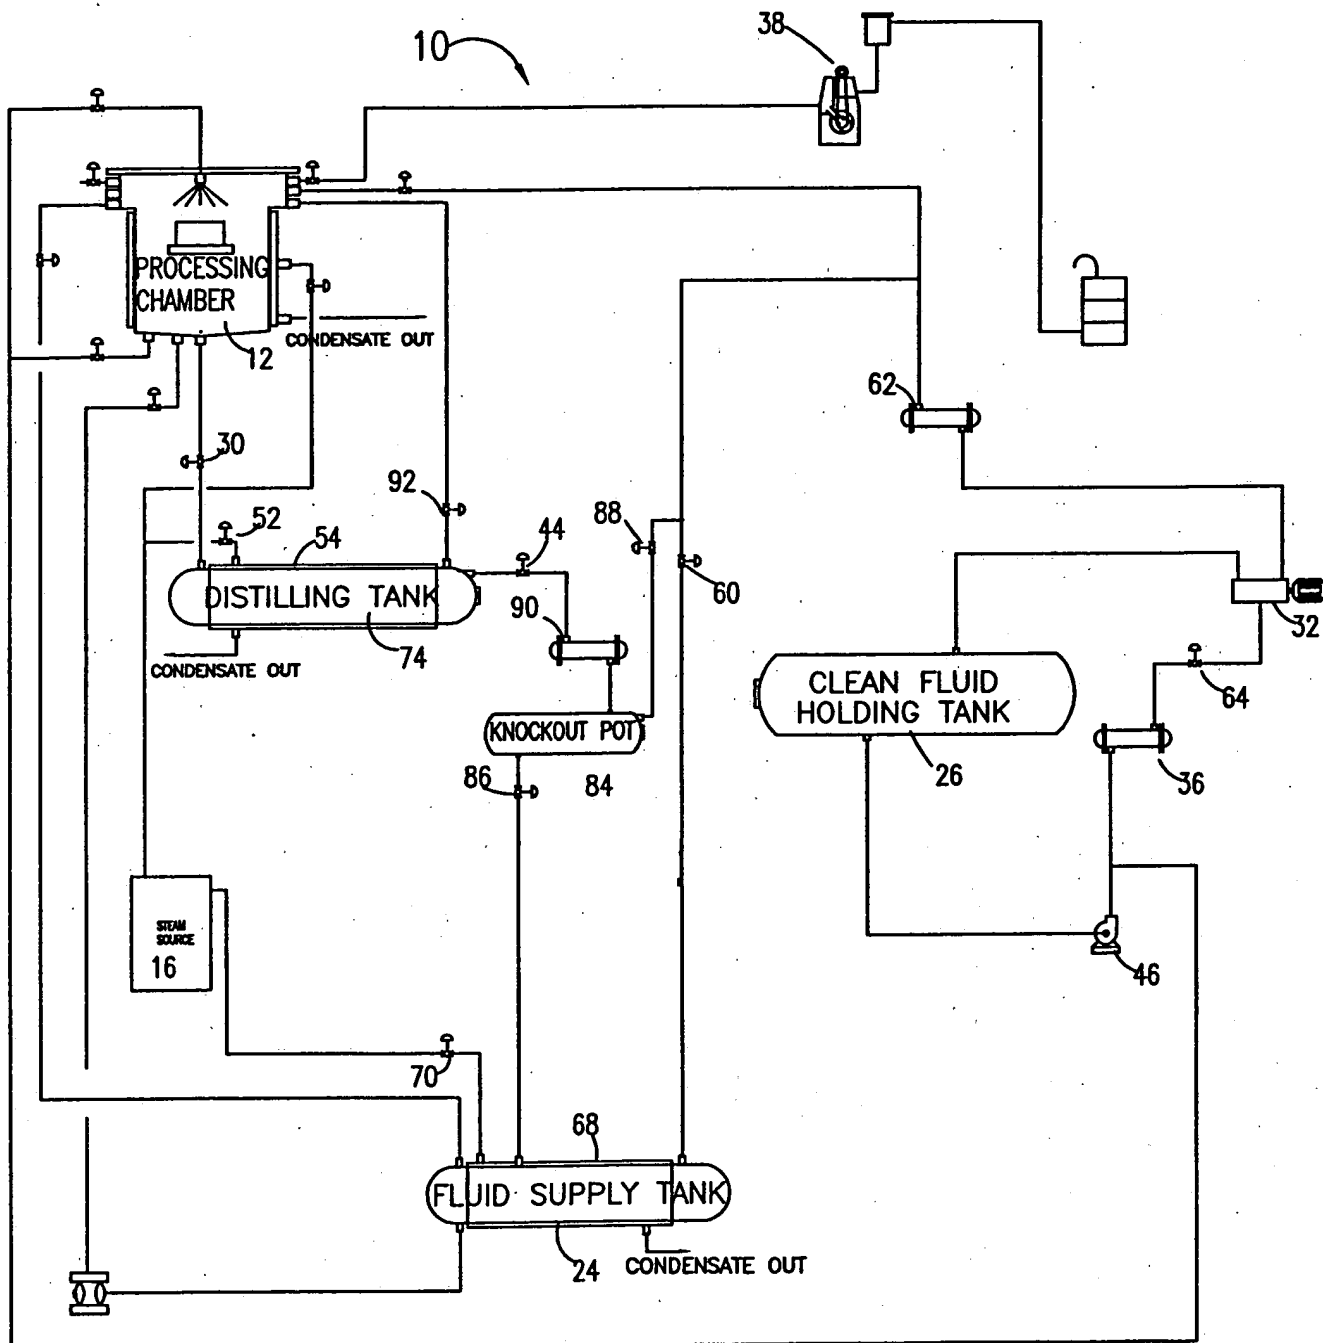 10
38
PROCESSING
CHAMBER
CONDENSATE OUT
12
62
30
92
52
54
44
88
DISTILLING TANK
90
60
32
CONDENSATE OUT
74
CLEAN FLUID
HOLDING TANK
64
KNOCKOUT POT
86
84
26
36
STEAM
SOURCE
16
46
70
68
FLUID SUPPLY TANK
24
CONDENSATE OUT